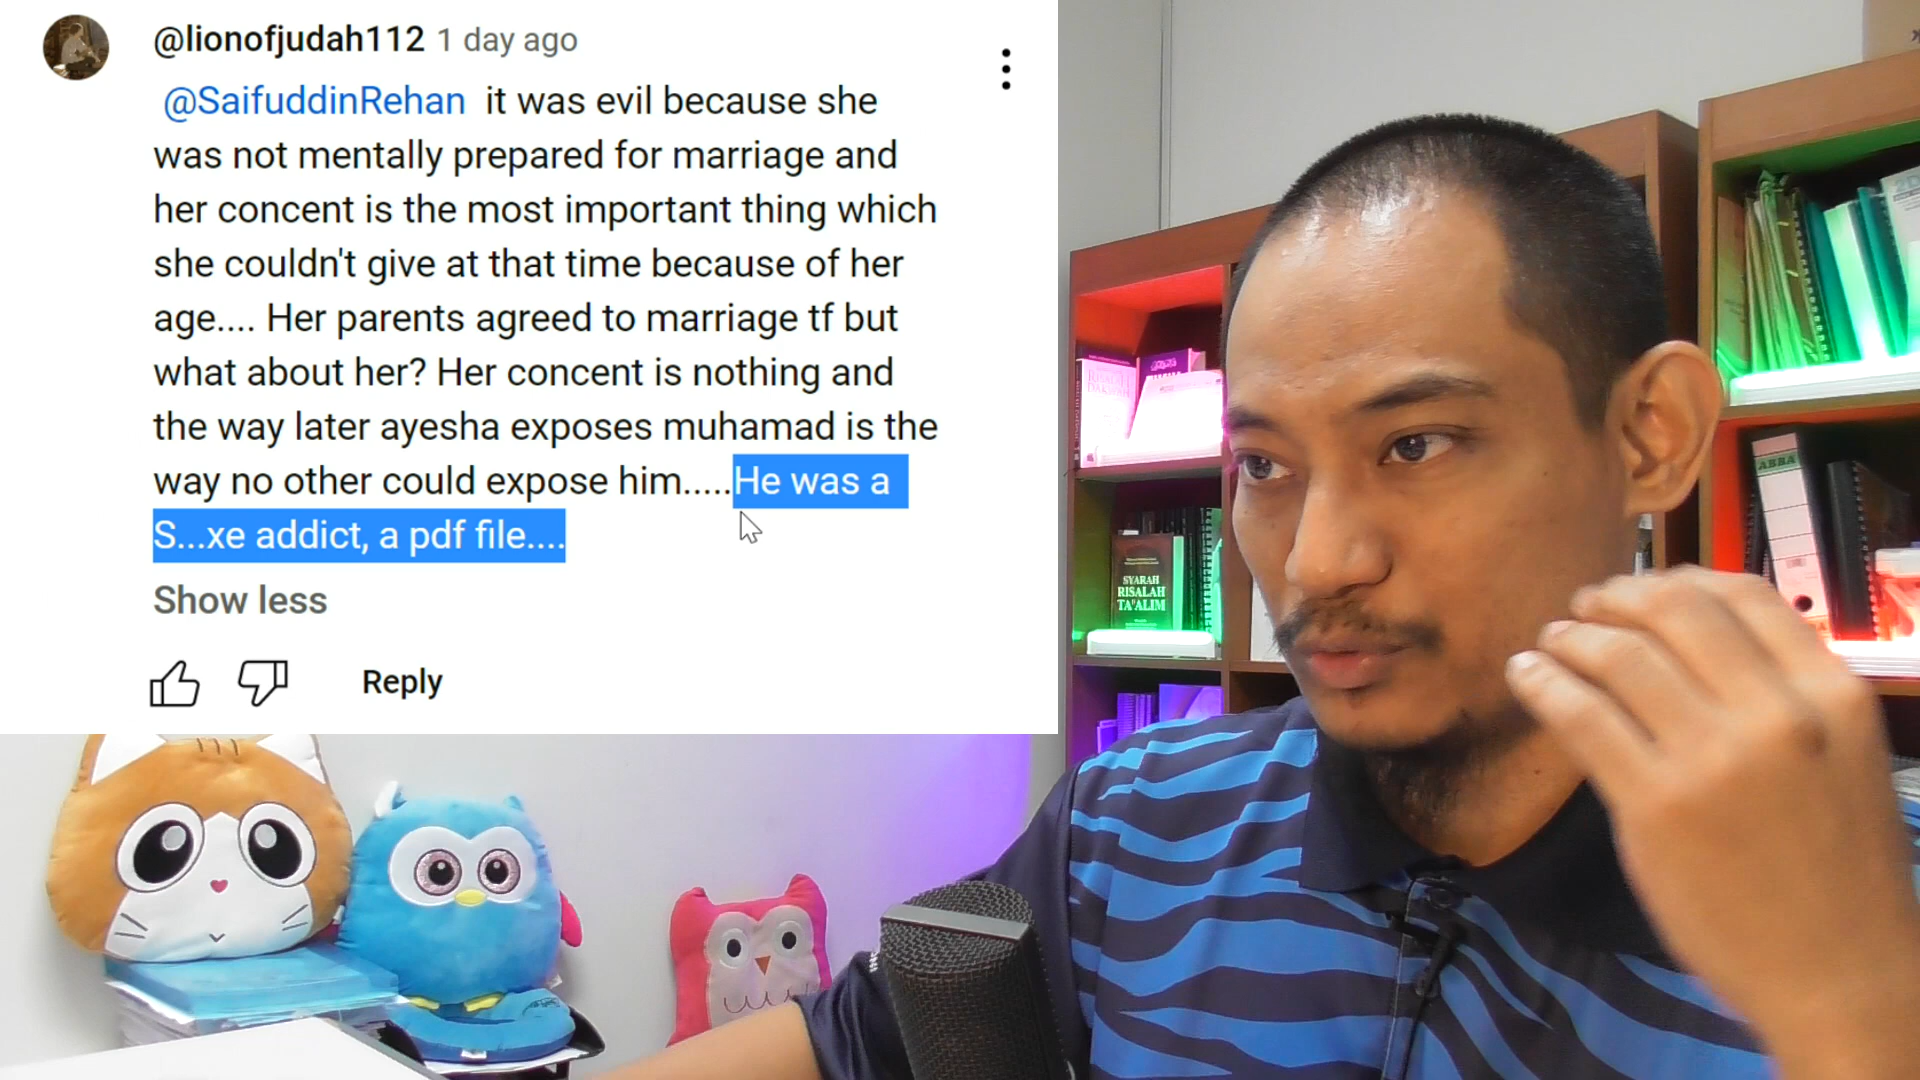 @lionofjudah112 1 day ago
@SaifuddinRehan it was evil because she
was not mentally prepared for marriage and
her concent is the most important thing which
she couldn't give at that time because of her
age.... Her parents agreed to marriage tf but
what about her? Her concent is nothing and
the way later ayesha exposes muhamad is the
way no other could expose him.....He was a
S...xe addict, a pdf file....
Show less
Reply
SYARAH
RISALAH
TA'ALIM
ABBA